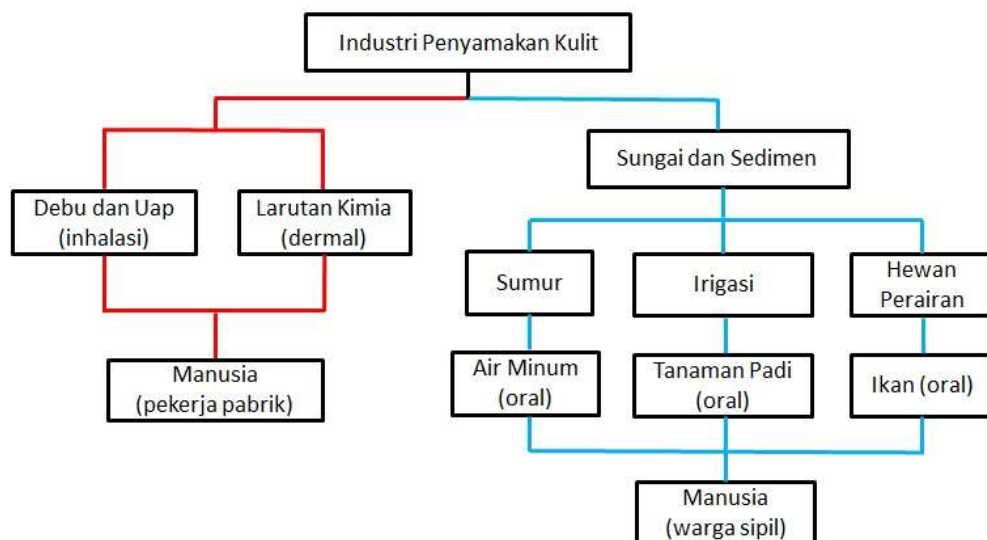 Industri Penyamakan Kulit
Sungai dan Sedimen
Debu dan Uap
(inhalasi)
Larutan Kimia
(dermal)
Sumur
Irigasi
Hewan
Perairan
Manusia
(pekerja pabrik)
Air Minum
(oral)
Tanaman Padi
(oral)
Ikan (oral)
Manusia
(warga sipil)